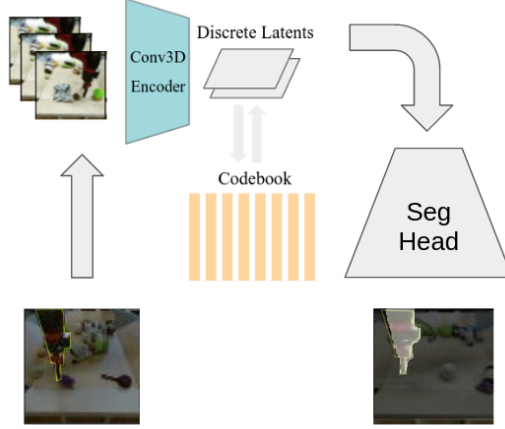 Discrete Latents
Conv3D
Encoder
Codebook
Seg
Head